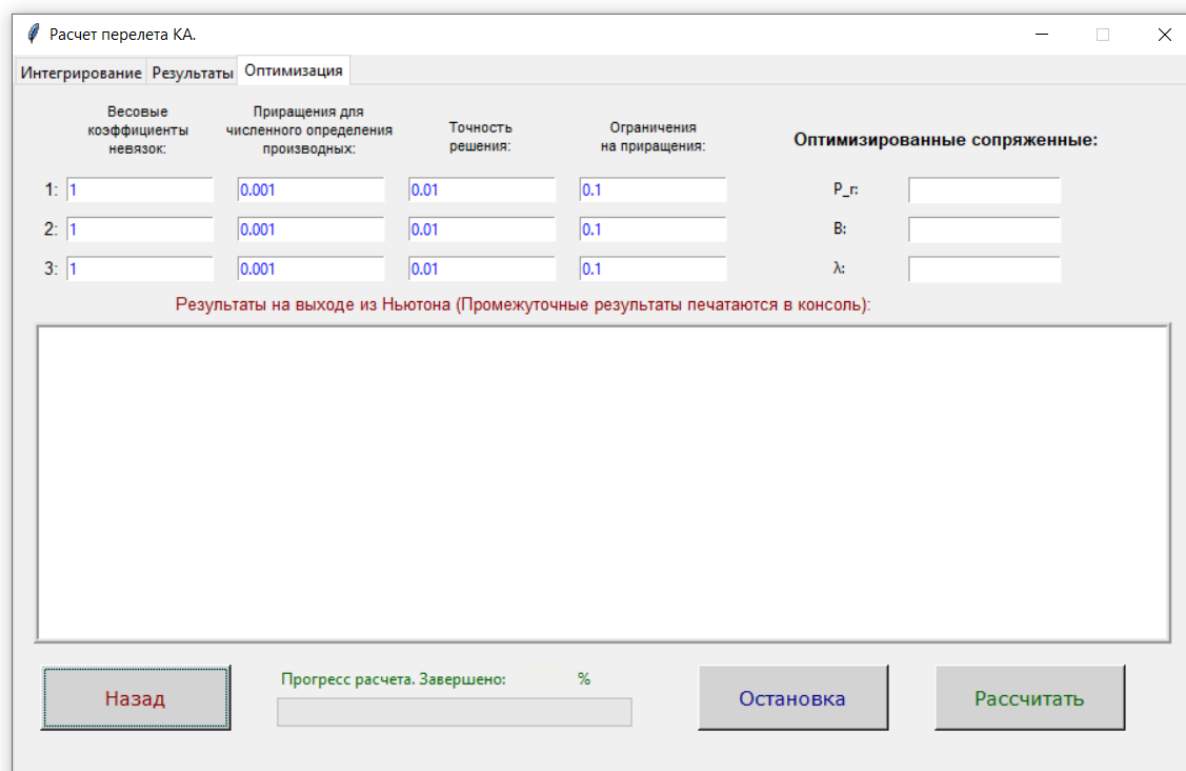 Расчет перелета КА.
Интегрирование Результаты Оптимизация
Весовые
коэффициенты
невязок:
Приращения для
численного определения
производных:
Точность
решения:
Ограничения
на приращения:
Оптимизированные сопряженные:
1: 1 0.001 0.01 0.1 P_r:
2: 1 0.001 0.01 0.1 B:
3: 1 0.001 0.01 0.1 λ:
Результаты на выходе из Ньютона (Промежуточные результаты печатаются в консоль):
Прогресс расчета. Завершено: %
Назад Остановка Рассчитать